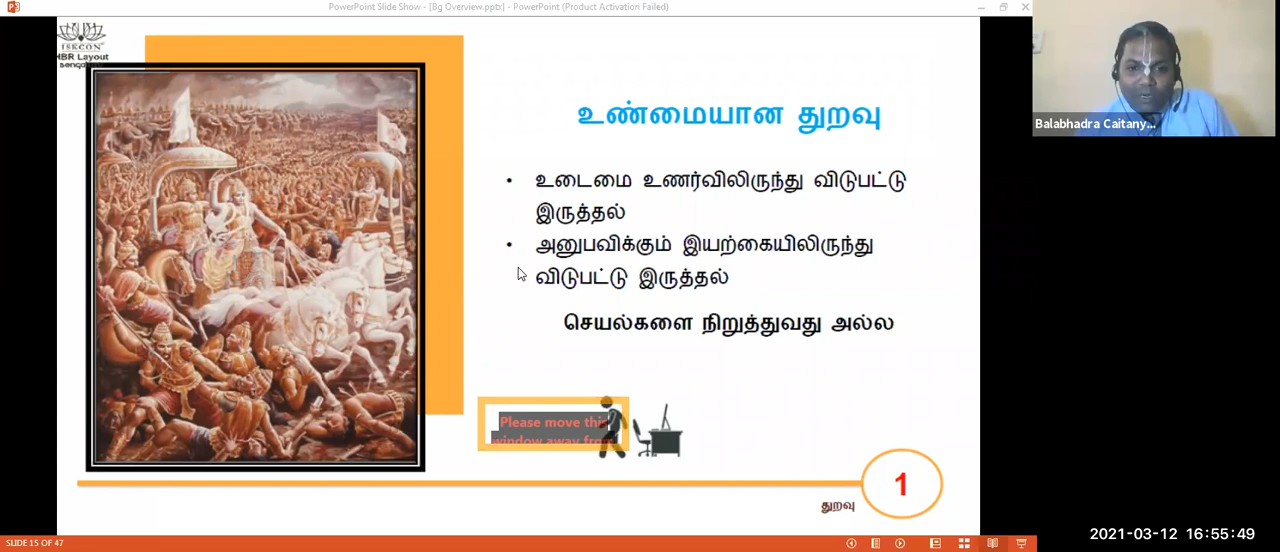 PowerPoint Slide Show - [Bg Overview.pptx] - PowerPoint (Product Activation Failed)
ISKCON
HBR Layout
உண்மையான துறவு
• உடைமை உணர்விலிருந்து விடுபட்டு
இருத்தல்
• அனுபவிக்கும் இயற்கையிலிருந்து
விடுபட்டு இருத்தல்
செயல்களை நிறுத்துவது அல்ல
Please move this
window away from
1
துறவு
Balabhadra Caitany...
SLIDE 15 OF 47
2021-03-12 16:55:49